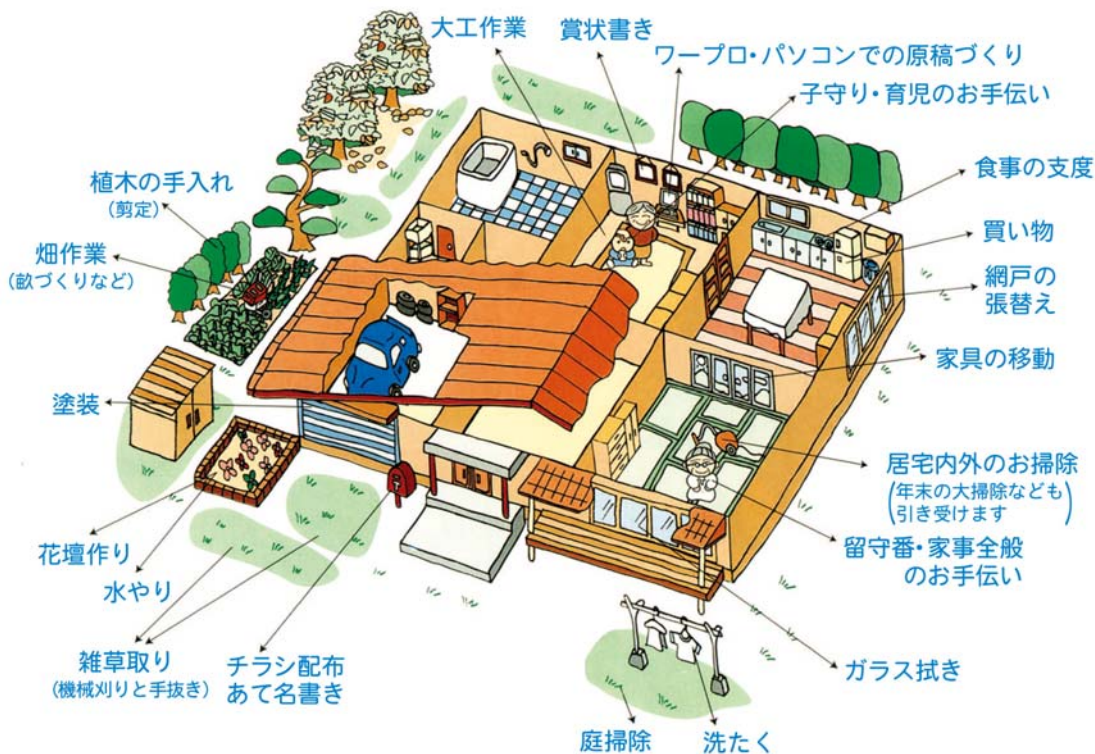 大工作業
賞状書き
ワープロ・パソコンでの原稿づくり
子守り・育児のお手伝い
食事の支度
買い物
網戸の
張替え
家具の移動
居宅内外のお掃除
(年末の大掃除なども
引き受けます)
留守番・家事全般
のお手伝い
ガラス拭き
洗たく
庭掃除
チラシ配布
あて名書き
雑草取り
(機械刈りと手抜き)
水やり
花壇作り
塗装
畑作業
(畝づくりなど)
植木の手入れ
(剪定)